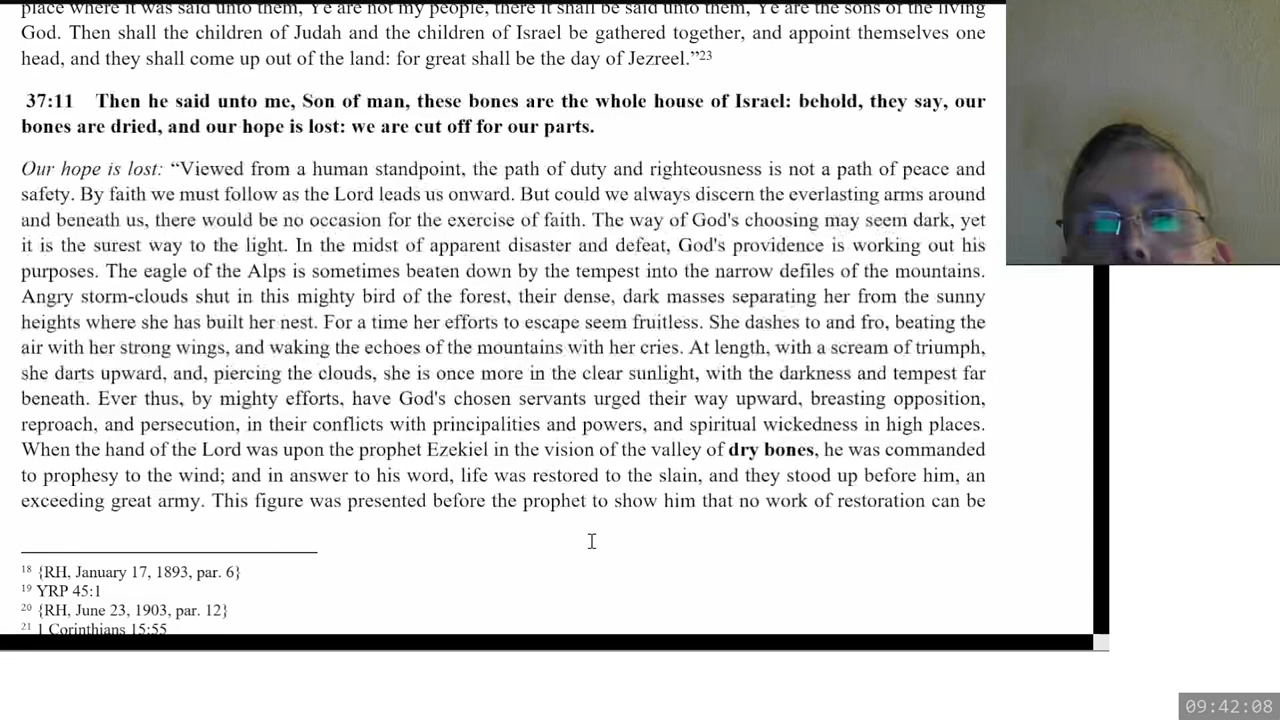 place where it was said unto them, Ye are not my people, there it shall be said unto them, Ye are the sons of the living
God. Then shall the children of Judah and the children of Israel be gathered together, and appoint themselves one
head, and they shall come up out of the land: for great shall be the day of Jezreel.”23
37:11 Then he said unto me, Son of man, these bones are the whole house of Israel: behold, they say, our
bones are dried, and our hope is lost: we are cut off for our parts.
Our hope is lost: “Viewed from a human standpoint, the path of duty and righteousness is not a path of peace and
safety. By faith we must follow as the Lord leads us onward. But could we always discern the everlasting arms around
and beneath us, there would be no occasion for the exercise of faith. The way of God's choosing may seem dark, yet
it is the surest way to the light. In the midst of apparent disaster and defeat, God's providence is working out his
purposes. The eagle of the Alps is sometimes beaten down by the tempest into the narrow defiles of the mountains.
Angry storm-clouds shut in this mighty bird of the forest, their dense, dark masses separating her from the sunny
heights where she has built her nest. For a time her efforts to escape seem fruitless. She dashes to and fro, beating the
air with her strong wings, and waking the echoes of the mountains with her cries. At length, with a scream of triumph,
she darts upward, and, piercing the clouds, she is once more in the clear sunlight, with the darkness and tempest far
beneath. Ever thus, by mighty efforts, have God's chosen servants urged their way upward, breasting opposition,
reproach, and persecution, in their conflicts with principalities and powers, and spiritual wickedness in high places.
When the hand of the Lord was upon the prophet Ezekiel in the vision of the valley of dry bones, he was commanded
to prophesy to the wind; and in answer to his word, life was restored to the slain, and they stood up before him, an
exceeding great army. This figure was presented before the prophet to show him that no work of restoration can be
18 {RH, January 17, 1893, par. 6}
19 YRP 45:1
20 {RH, June 23, 1903, par. 12}
21 1 Corinthians 15:55
09:42:08